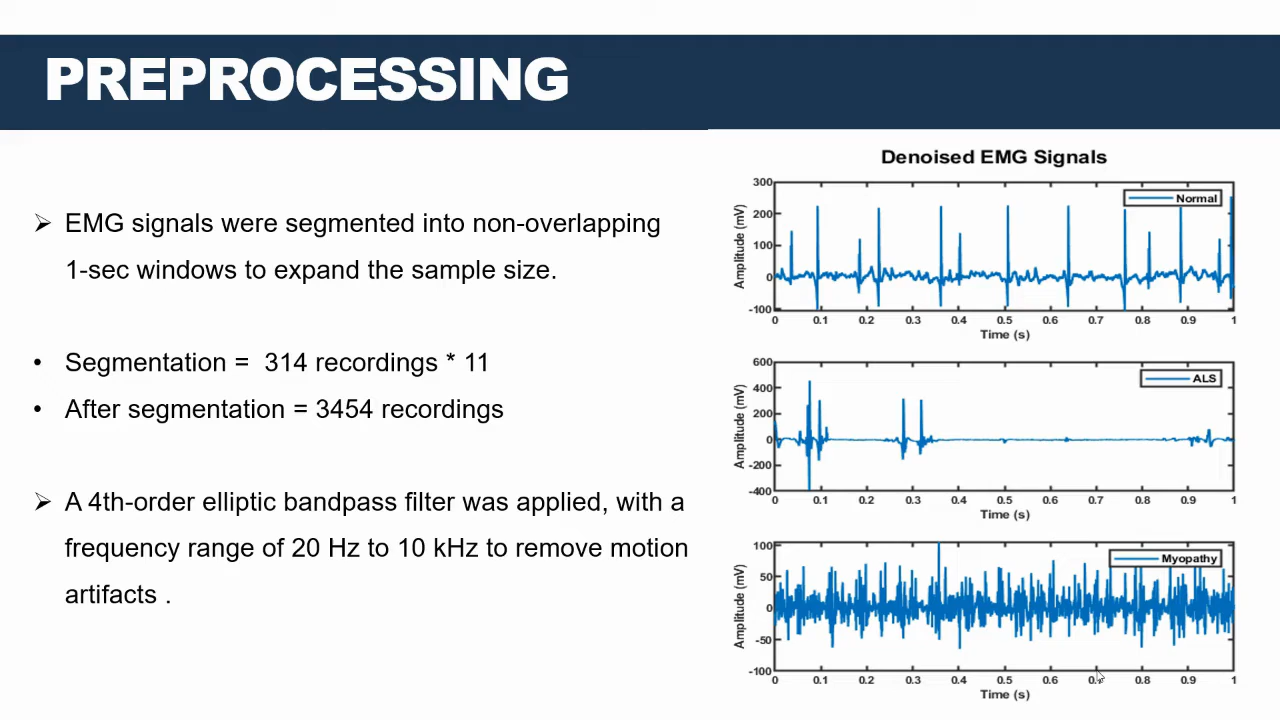 PREPROCESSING
➢ EMG signals were segmented into non-overlapping
1-sec windows to expand the sample size.
• Segmentation = 314 recordings * 11
• After segmentation = 3454 recordings
➢ A 4th-order elliptic bandpass filter was applied, with a
frequency range of 20 Hz to 10 kHz to remove motion
artifacts .
Denoised EMG Signals
Amplitude (mV)
300
200
100
0
-100
Normal
0 0.1 0.2 0.3 0.4 0.5 0.6 0.7 0.8 0.9 1
Time (s)
Amplitude (mV)
600
400
200
0
-200
-400
ALS
0 0.1 0.2 0.3 0.4 0.5 0.6 0.7 0.8 0.9 1
Time (s)
Amplitude (mV)
100
50
0
-50
-100
Myopathy
0 0.1 0.2 0.3 0.4 0.5 0.6 0.7 0.8 0.9 1
Time (s)